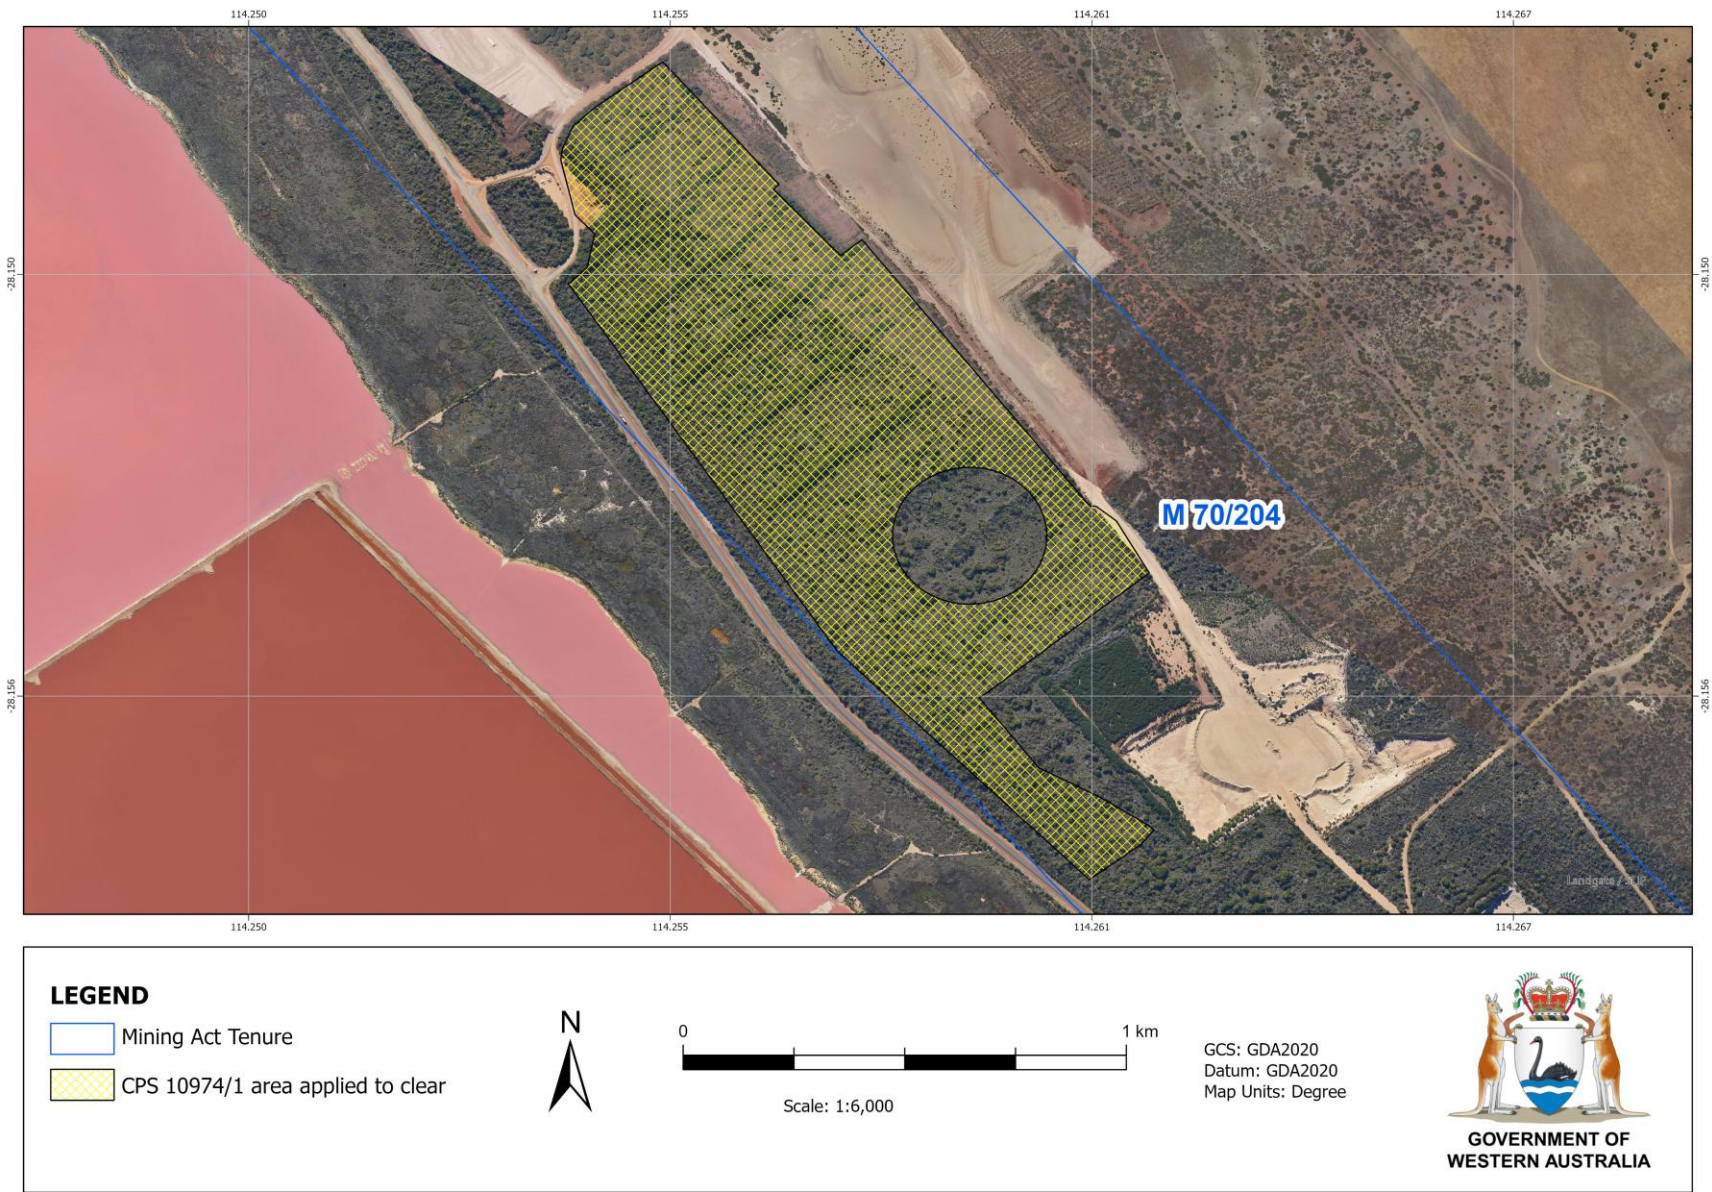 114.250
114.255
114.261
114.267
-28.150
-28.150
M 70/204
-28.156
-28.156
Landgate / SLIP
114.250
114.255
114.261
114.267
LEGEND
Mining Act Tenure
CPS 10974/1 area applied to clear
N
0
1 km
Scale: 1:6,000
GCS: GDA2020
Datum: GDA2020
Map Units: Degree
GOVERNMENT OF
WESTERN AUSTRALIA